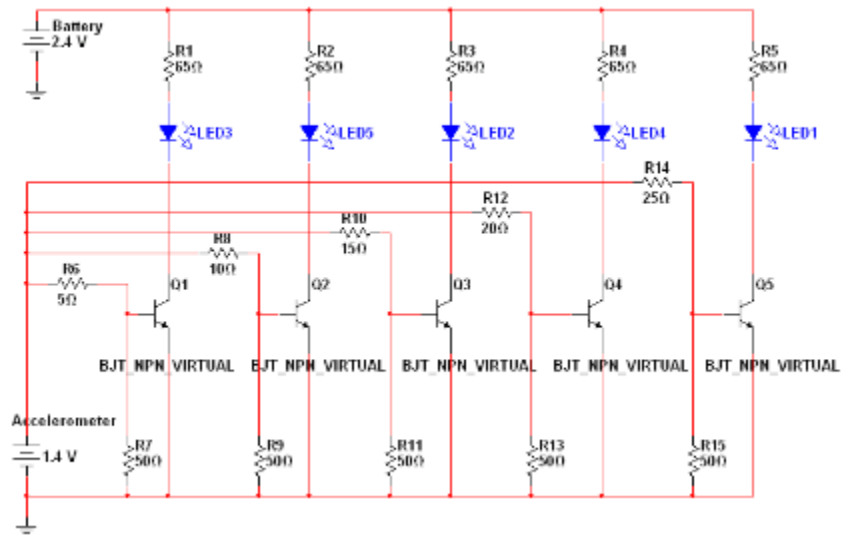 Battery
2.4 V
R1
65Ω
R2
65Ω
R3
65Ω
R4
65Ω
R5
65Ω
LED3
LED5
LED2
LED4
LED1
R14
25Ω
R12
20Ω
R10
15Ω
R8
10Ω
R6
5Ω
Q1
Q2
Q3
Q4
Q5
BJT_NPN_VIRTUAL
BJT_NPN_VIRTUAL
BJT_NPN_VIRTUAL
BJT_NPN_VIRTUAL
BJT_NPN_VIRTUAL
Accelerometer
1.4 V
R7
50Ω
R9
50Ω
R11
50Ω
R13
50Ω
R15
50Ω